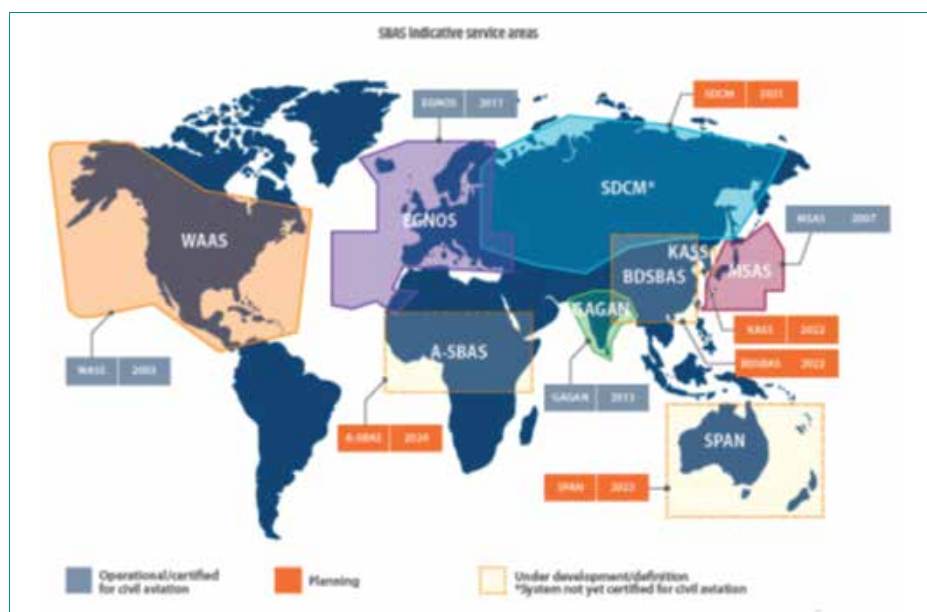 SBAS indicative service areas
EGNOS 2011
SDCM 2021
SDCM*
EGNOS
WAAS
MSAS 2007
KASS
BDSBAS
MSAS
GAGAN
KASS 2022
A-SBAS
BDSBAS 2022
WASS 2003
GAGAN 2013
A-SBAS 2024
SPAN
SPAN 2023
Operational/certified
for civil aviation
Planning
Under development/definition
*System not yet certified for civil aviation